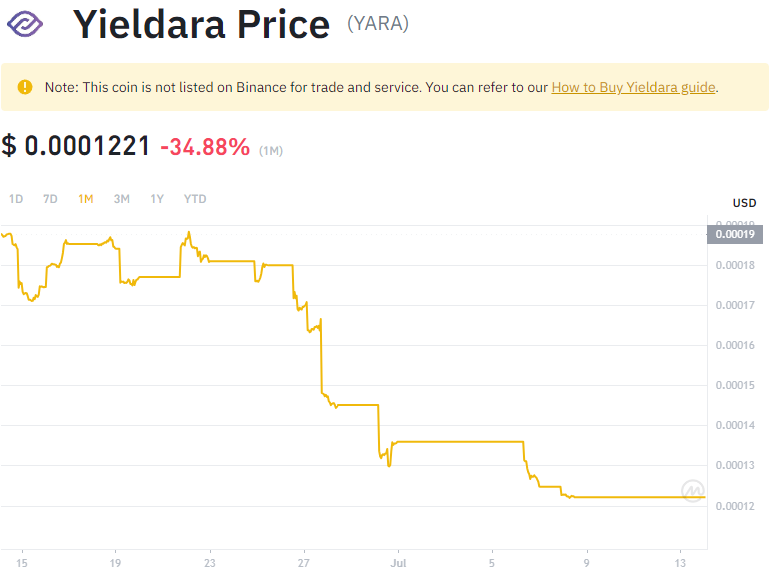 Yieldara Price (YARA)
Note: This coin is not listed on Binance for trade and service. You can refer to our How to Buy Yieldara guide.
$ 0.0001221 -34.88% (1M)
1D 7D 1M 3M 1Y YTD
USD
0.00019
0.00019
0.00018
0.00017
0.00016
0.00015
0.00014
0.00013
0.00012
15 19 23 27 Jul 5 9 13